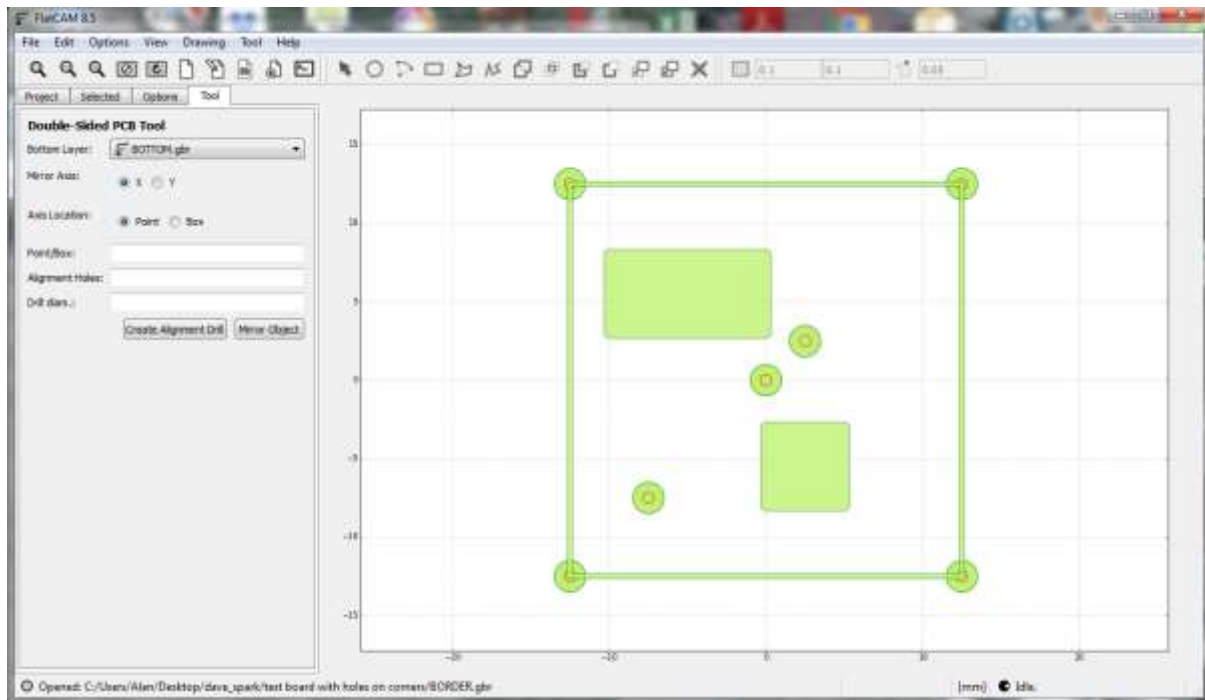 FlatCAM 8.5
File Edit Options View Drawing Tool Help
0.1
Project Selected Options Tool
Double-Sided PCB Tool
Bottom Layer: BOTTOM.gbr
Mirror Axis: X Y
Axis Location: Point Box
Point/Box:
Alignment Holes:
Drill diam.:
Create Alignment Drill Mirror Object
15
10
5
0
-5
-10
-15
-20 -10 0 10 20
Opened: C:/Users/Alan/Desktop/dave_spark/test board with holes on corners/BORDER.gbr [mm] Idle.